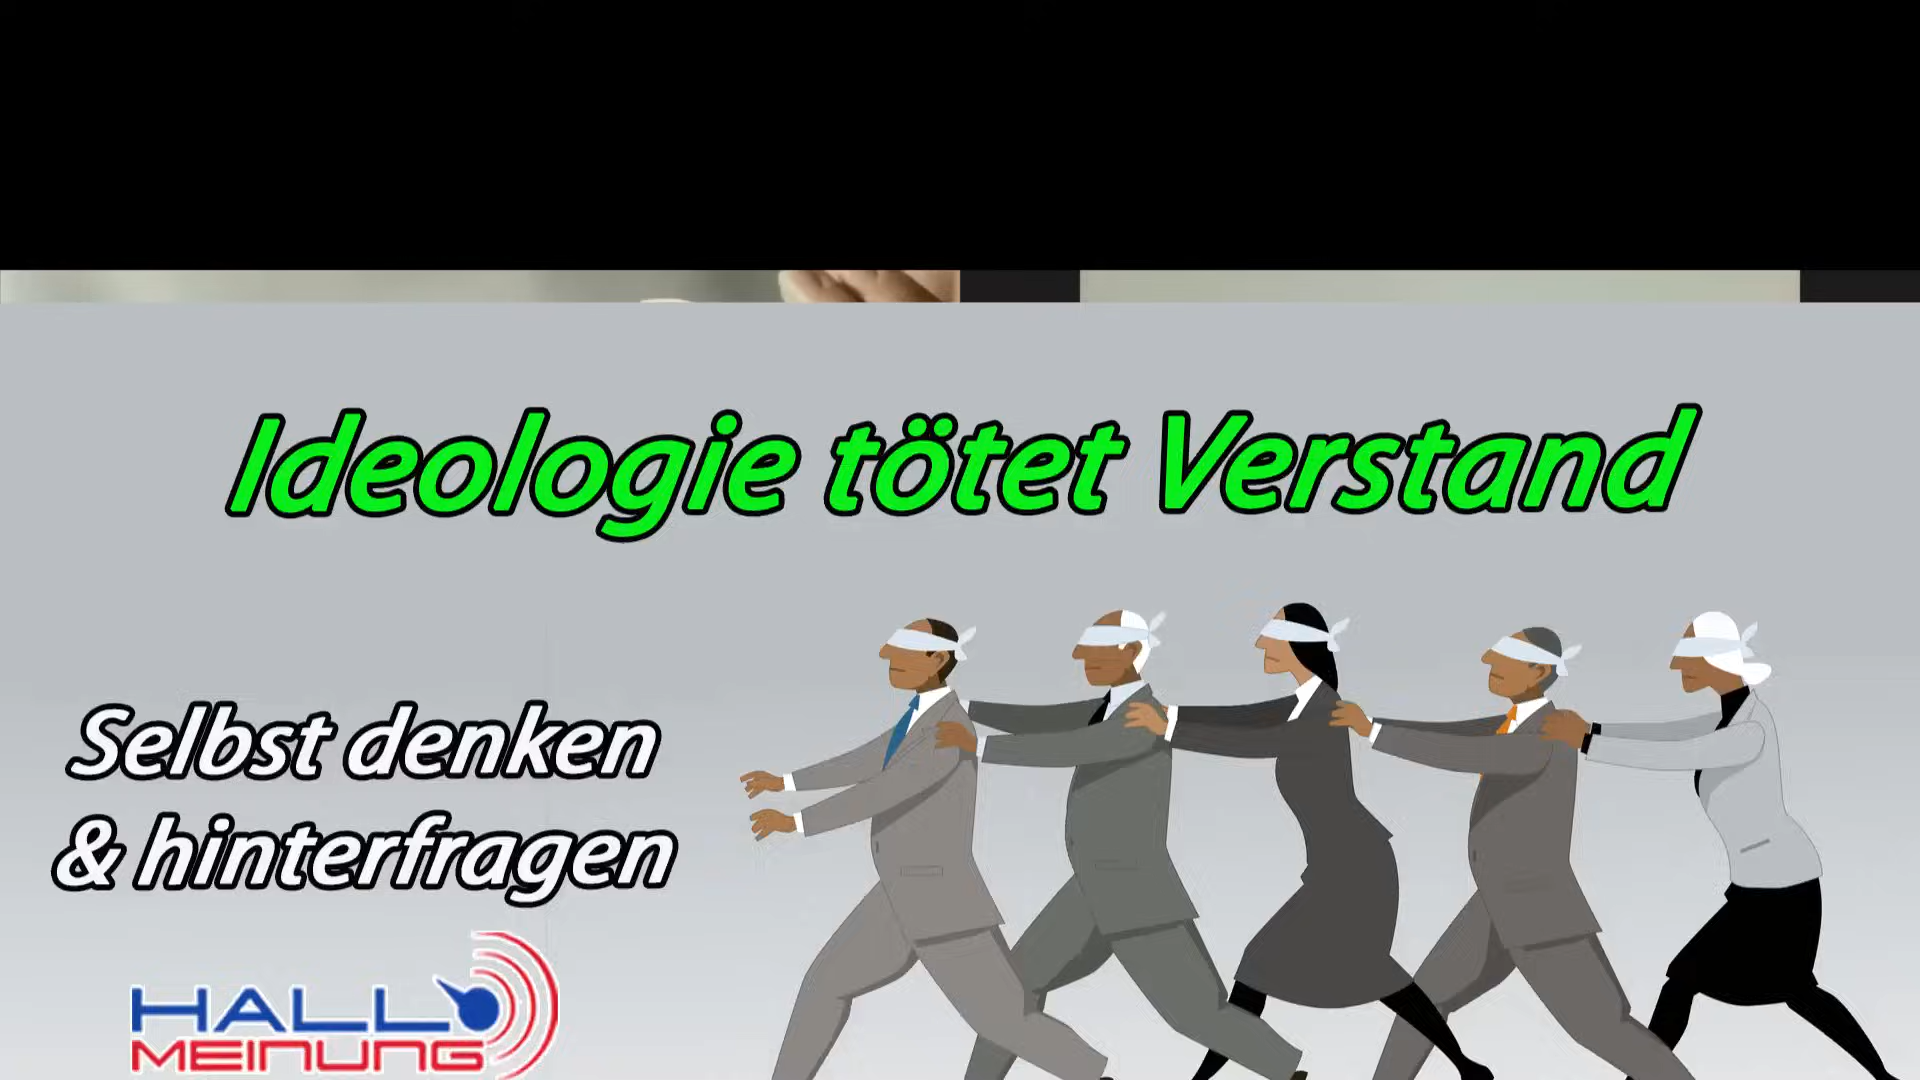 Ideologie tötet Verstand
Selbst denken
& hinterfragen
HALLO
MEINUNG